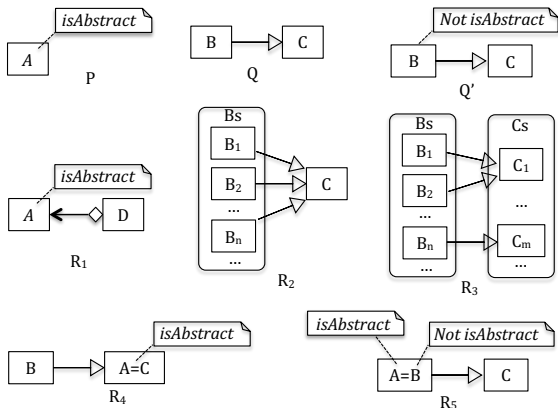 isAbstract
A
P
B
C
Q
Not isAbstract
B
C
Q’
isAbstract
A
D
R₁
Bs
B₁
B₂
...
Bₙ
...
C
R₂
Bs
B₁
B₂
...
Bₙ
...
Cs
C₁
...
Cₘ
...
R₃
isAbstract
B
A=C
R₄
isAbstract
Not isAbstract
A=B
C
R₅